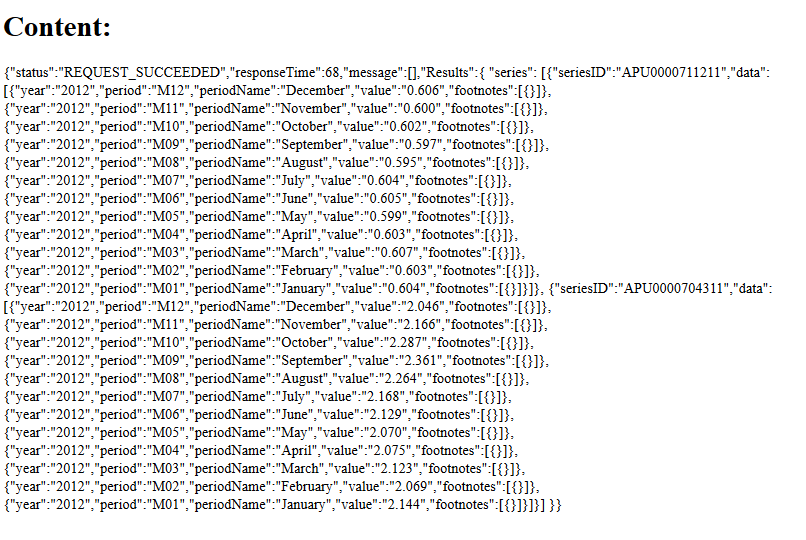 Content:
{"status":"REQUEST_SUCCEEDED","responseTime":68,"message":[],"Results":{ "series": [{"seriesID":"APU0000711211","data":
[{"year":"2012","period":"M12","periodName":"December","value":"0.606","footnotes":[{}]},
{"year":"2012","period":"M11","periodName":"November","value":"0.600","footnotes":[{}]},
{"year":"2012","period":"M10","periodName":"October","value":"0.602","footnotes":[{}]},
{"year":"2012","period":"M09","periodName":"September","value":"0.597","footnotes":[{}]},
{"year":"2012","period":"M08","periodName":"August","value":"0.595","footnotes":[{}]},
{"year":"2012","period":"M07","periodName":"July","value":"0.604","footnotes":[{}]},
{"year":"2012","period":"M06","periodName":"June","value":"0.605","footnotes":[{}]},
{"year":"2012","period":"M05","periodName":"May","value":"0.599","footnotes":[{}]},
{"year":"2012","period":"M04","periodName":"April","value":"0.603","footnotes":[{}]},
{"year":"2012","period":"M03","periodName":"March","value":"0.607","footnotes":[{}]},
{"year":"2012","period":"M02","periodName":"February","value":"0.603","footnotes":[{}]},
{"year":"2012","period":"M01","periodName":"January","value":"0.604","footnotes":[{}]}]}, {"seriesID":"APU0000704311","data":
[{"year":"2012","period":"M12","periodName":"December","value":"2.046","footnotes":[{}]},
{"year":"2012","period":"M11","periodName":"November","value":"2.166","footnotes":[{}]},
{"year":"2012","period":"M10","periodName":"October","value":"2.287","footnotes":[{}]},
{"year":"2012","period":"M09","periodName":"September","value":"2.361","footnotes":[{}]},
{"year":"2012","period":"M08","periodName":"August","value":"2.264","footnotes":[{}]},
{"year":"2012","period":"M07","periodName":"July","value":"2.168","footnotes":[{}]},
{"year":"2012","period":"M06","periodName":"June","value":"2.129","footnotes":[{}]},
{"year":"2012","period":"M05","periodName":"May","value":"2.070","footnotes":[{}]},
{"year":"2012","period":"M04","periodName":"April","value":"2.075","footnotes":[{}]},
{"year":"2012","period":"M03","periodName":"March","value":"2.123","footnotes":[{}]},
{"year":"2012","period":"M02","periodName":"February","value":"2.069","footnotes":[{}]},
{"year":"2012","period":"M01","periodName":"January","value":"2.144","footnotes":[{}]}]}] }}